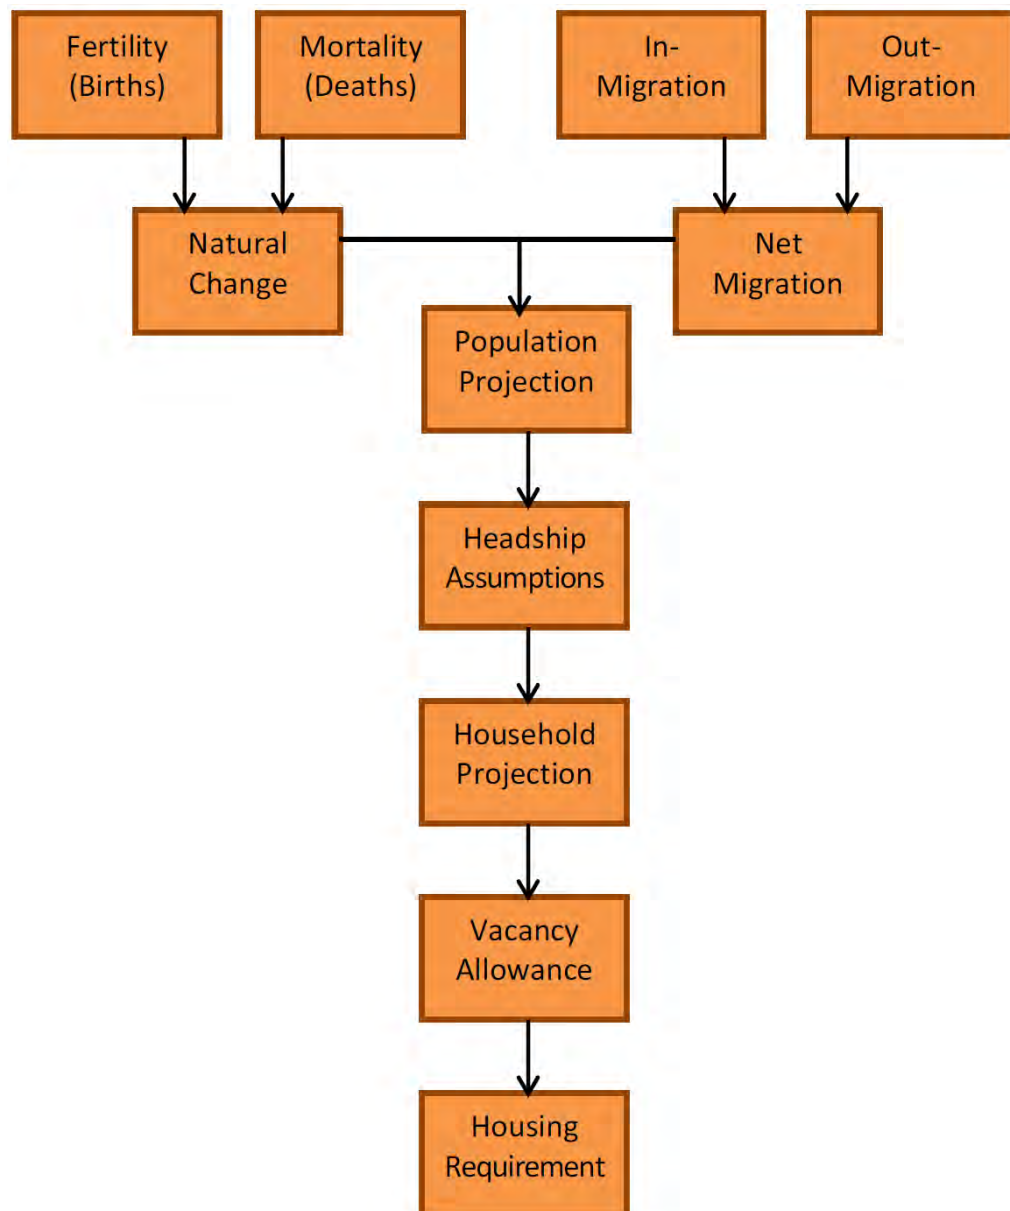 Fertility
(Births)
Mortality
(Deaths)
In-
Migration
Out-
Migration
Natural
Change
Net
Migration
Population
Projection
Headship
Assumptions
Household
Projection
Vacancy
Allowance
Housing
Requirement